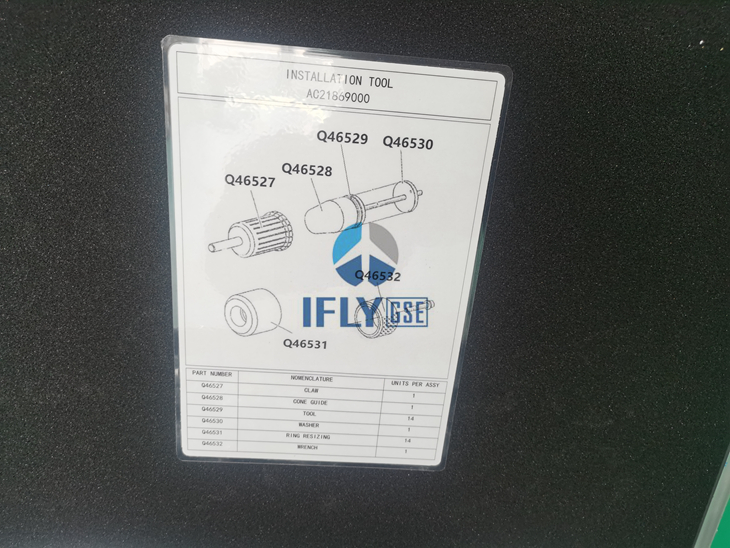 INSTALLATION TOOL
AC21869000
Q46529
Q46530
Q46528
Q46527
Q46532
IFLY GSE
Q46531
PART NUMBER NOMENCLATURE UNITS PER ASSY
Q46527 CLAW 1
Q46528 CONE GUIDE 1
Q46529 TOOL 14
Q46530 WASHER 1
Q46531 RING RESIZING 14
Q46532 WRENCH 1